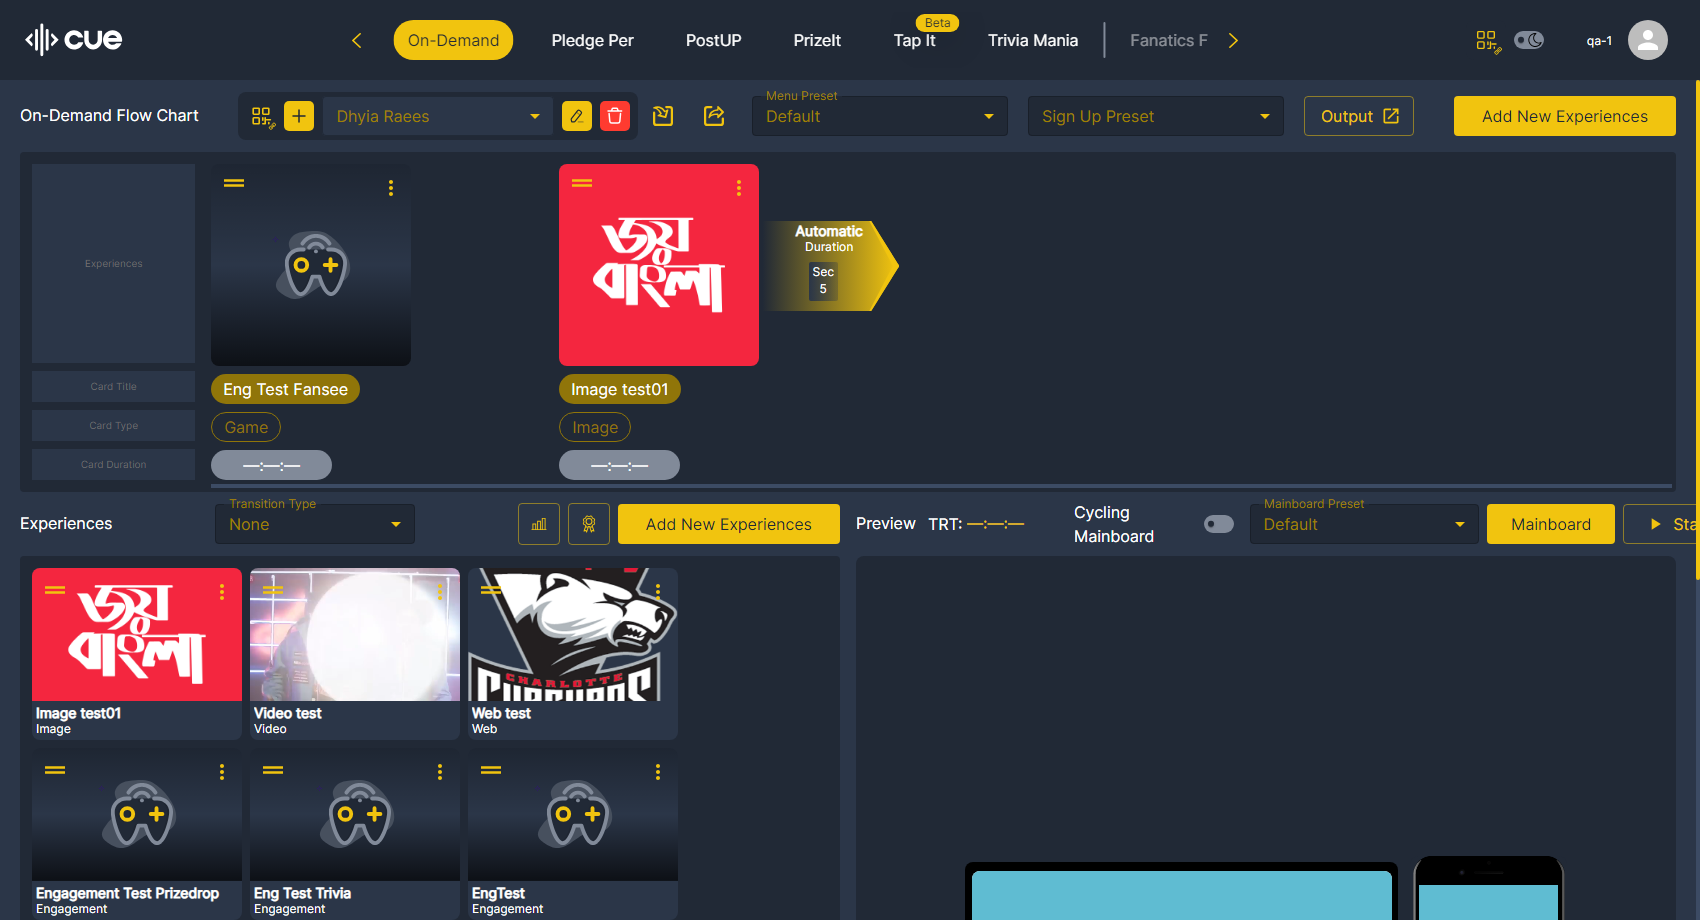 cue
On-Demand
Pledge Per
PostUP
PrizeIt
Beta
Tap It
Trivia Mania
Fanatics F
qa-1
On-Demand Flow Chart
Dhyia Raees
Menu Preset
Default
Sign Up Preset
Output
Add New Experiences
Experiences
জয়
বাংলা
Automatic
Duration
Sec
5
Card Title
Eng Test Fansee
Image test01
Card Type
Game
Image
Card Duration
—:—:—
—:—:—
Experiences
Transition Type
None
Add New Experiences
Preview
TRT: —:—:—
Cycling
Mainboard
Mainboard Preset
Default
Mainboard
Sta
জয়
বাংলা
CHARLOTTE
Image test01
Image
Video test
Video
Web test
Web
Engagement Test Prizedrop
Engagement
Eng Test Trivia
Engagement
EngTest
Engagement